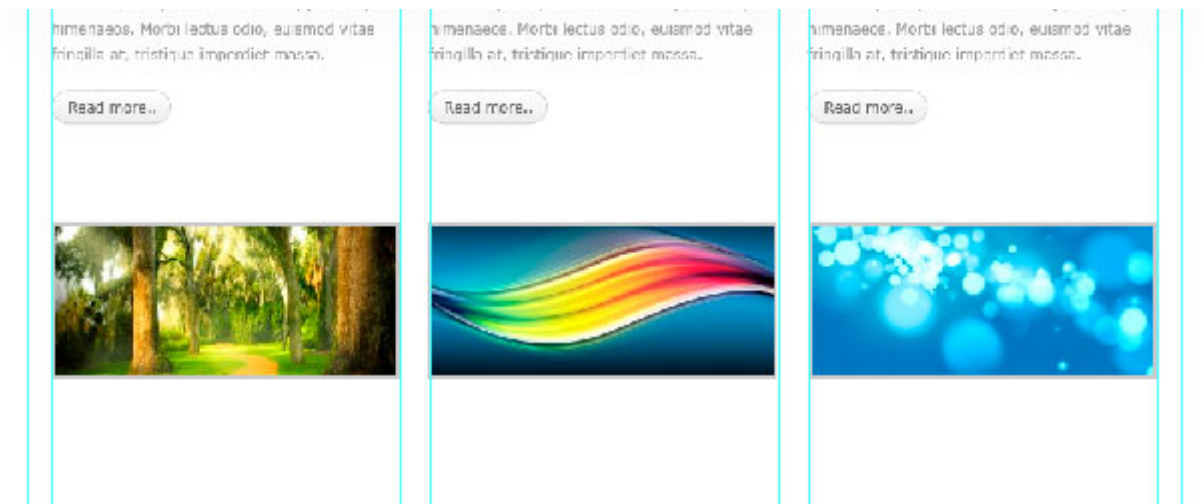 himenaeos. Morbi lectus odio, euismod vitae
fringilla at, tristique imperdiet massa.
Read more..
himenaeos. Morbi lectus odio, euismod vitae
fringilla at, tristique imperdiet massa.
Read more..
himenaeos. Morbi lectus odio, euismod vitae
fringilla at, tristique imperdiet massa.
Read more..